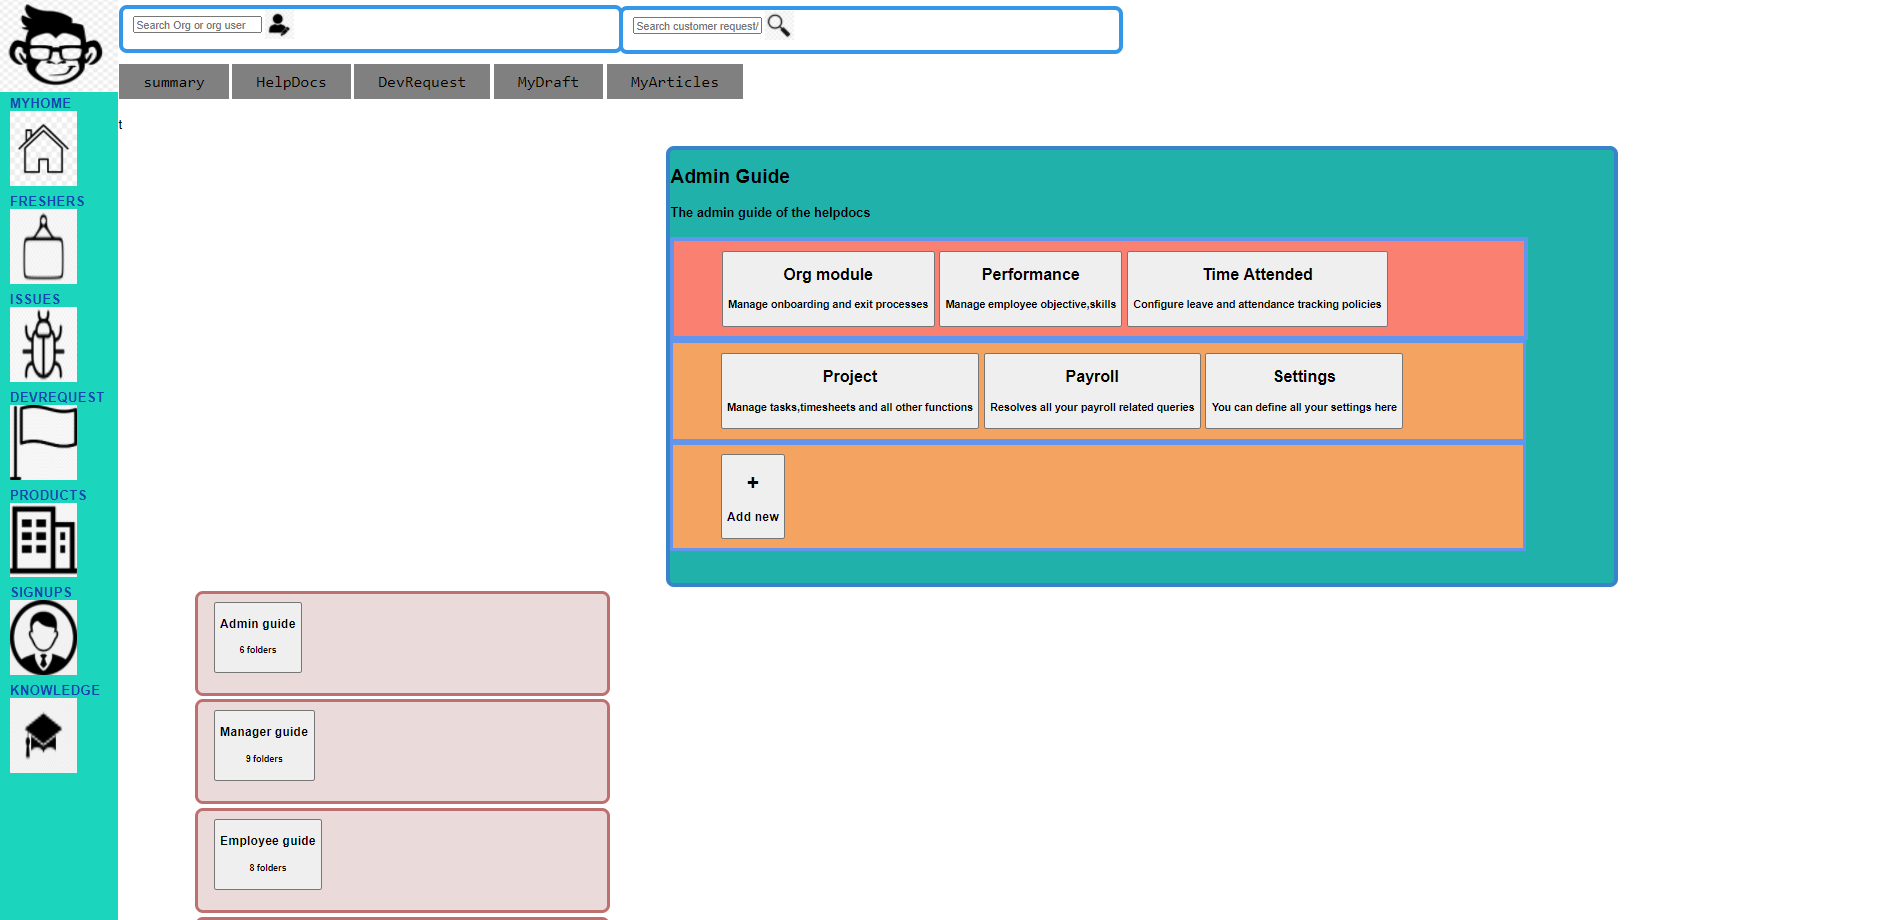 Search Org or org user
Search customer request/
summary
HelpDocs
DevRequest
MyDraft
MyArticles
t
MYHOME
FRESHERS
ISSUES
DEVREQUEST
PRODUCTS
SIGNUPS
KNOWLEDGE
Admin Guide
The admin guide of the helpdocs
Org module
Manage onboarding and exit processes
Performance
Manage employee objective,skills
Time Attended
Configure leave and attendance tracking policies
Project
Manage tasks,timesheets and all other functions
Payroll
Resolves all your payroll related queries
Settings
You can define all your settings here
+
Add new
Admin guide
6 folders
Manager guide
9 folders
Employee guide
8 folders